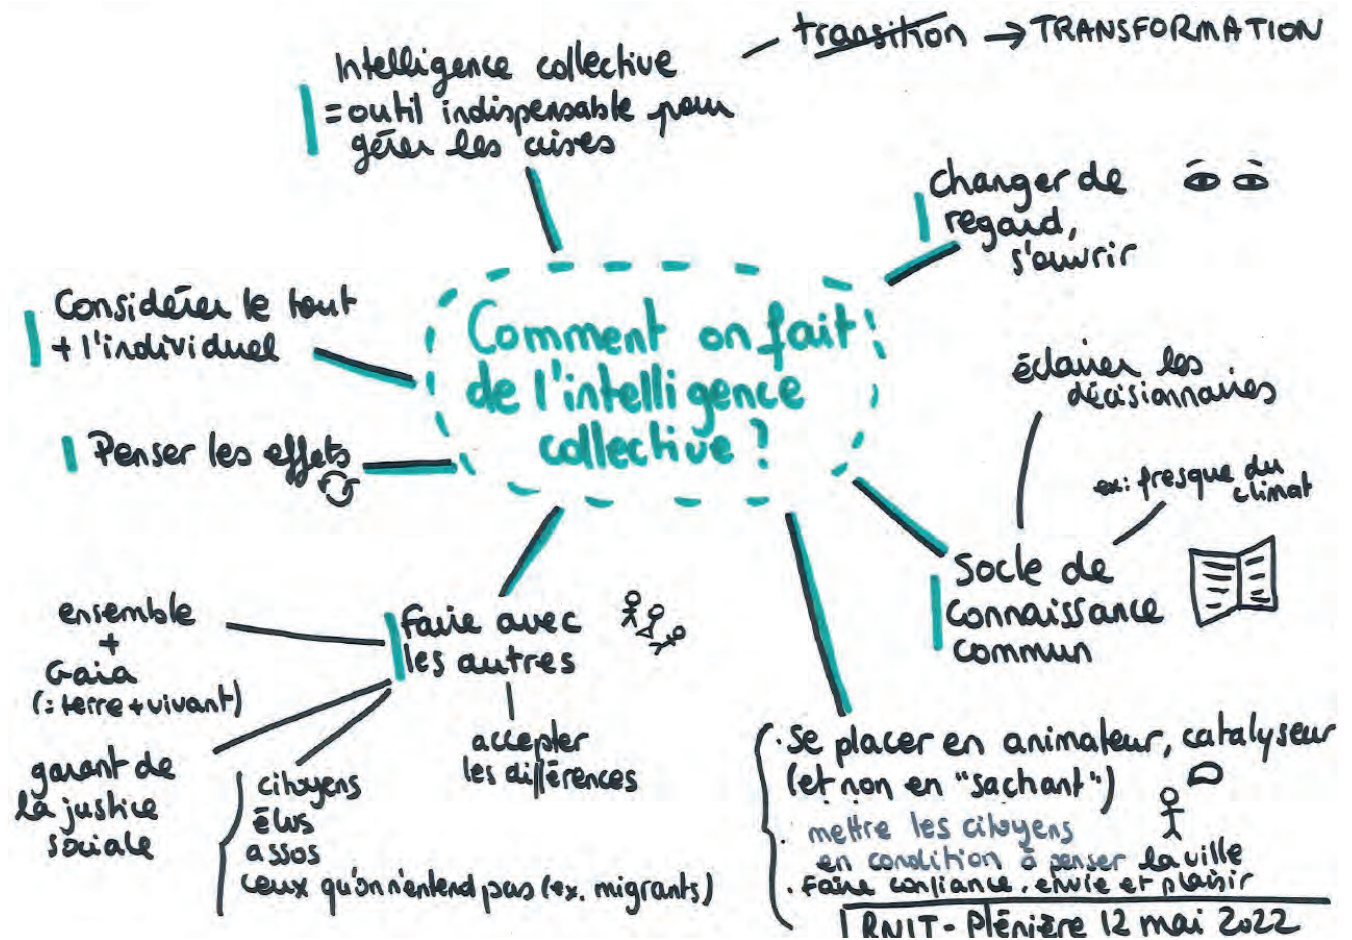 Intelligence collective
= outil indispensable pour
gérer les crises
transition → TRANSFORMATION
changer de
regard,
s'ouvrir
Considérer le tout
+ l'individuel
Comment on fait
de l'intelligence
collective ?
éclairer les
décisionnaires
Penser les effets
ex: fresque du
climat
Socle de
connaissance
commun
ensemble
+
Gaia
(= terre + vivant)
faire avec
les autres
accepter
les différences
garant de
la justice
sociale
citoyens
élus
assos
ceux qu'on n'entend pas (ex. migrants)
. Se placer en animateur, catalyseur
(et non en "sachant")
. mettre les citoyens
en condition à penser la ville
. Faire confiance, envie et plaisir
RNIT - Plénière 12 mai 2022